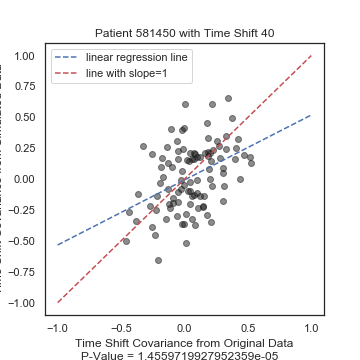 Patient 581450 with Time Shift 40
linear regression line
line with slope=1
1.00
0.75
0.50
0.25
0.00
−0.25
−0.50
−0.75
−1.00
−1.0
−0.5
0.0
0.5
1.0
Time Shift Covariance from Original Data
P-Value = 1.4559719927952359e-05